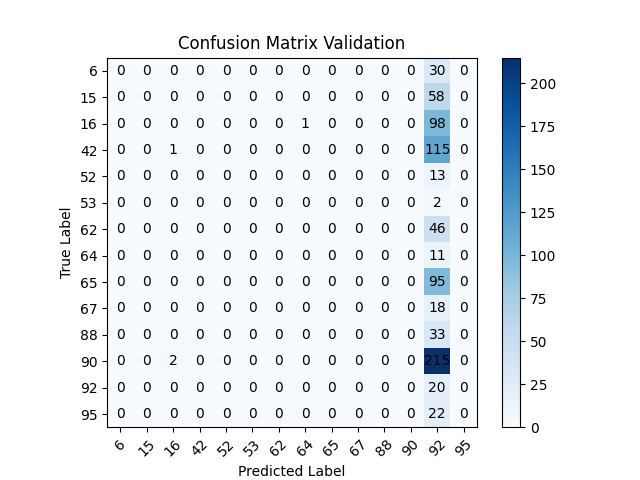 Confusion Matrix Validation
6 0 0 0 0 0 0 0 0 0 0 0 0 30 0
15 0 0 0 0 0 0 0 0 0 0 0 0 58 0
16 0 0 0 0 0 0 0 1 0 0 0 0 98 0
42 0 0 1 0 0 0 0 0 0 0 0 0 115 0
52 0 0 0 0 0 0 0 0 0 0 0 0 13 0
53 0 0 0 0 0 0 0 0 0 0 0 0 2 0
62 0 0 0 0 0 0 0 0 0 0 0 0 46 0
64 0 0 0 0 0 0 0 0 0 0 0 0 11 0
65 0 0 0 0 0 0 0 0 0 0 0 0 95 0
67 0 0 0 0 0 0 0 0 0 0 0 0 18 0
88 0 0 0 0 0 0 0 0 0 0 0 0 33 0
90 0 0 2 0 0 0 0 0 0 0 0 0 215 0
92 0 0 0 0 0 0 0 0 0 0 0 0 20 0
95 0 0 0 0 0 0 0 0 0 0 0 0 22 0
6 15 16 42 52 53 62 64 65 67 88 90 92 95
Predicted Label
True Label
200
175
150
125
100
75
50
25
0